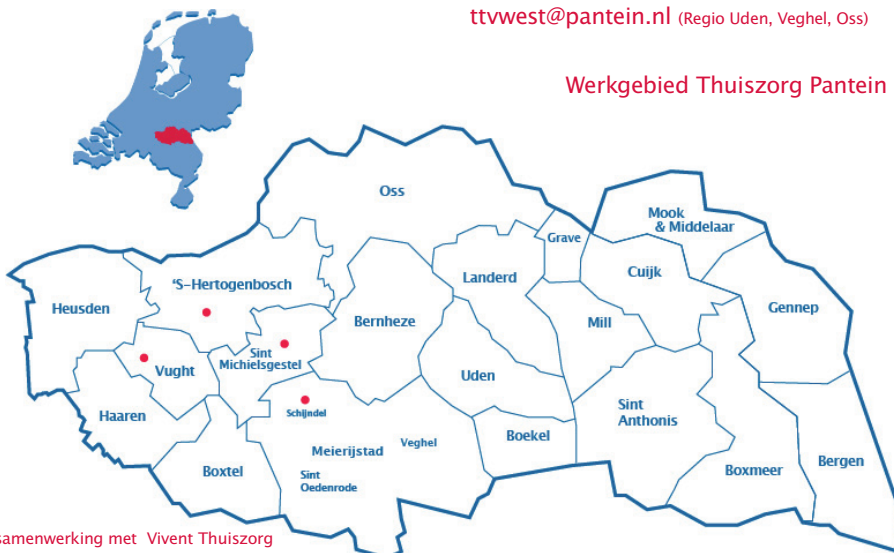 ttvwest@pantein.nl (Regio Uden, Veghel, Oss)
Werkgebied Thuiszorg Pantein
Oss
Mook
& Middelaar
Grave
'S-Hertogenbosch
Landerd
Cuijk
Heusden
Bernheze
Mill
Gennep
Sint
Michielsgestel
Vught
Uden
Haaren
Schijndel
Sint
Anthonis
Meierijstad
Veghel
Boekel
Boxtel
Sint
Oedenrode
Boxmeer
Bergen
samenwerking met Vivent Thuiszorg